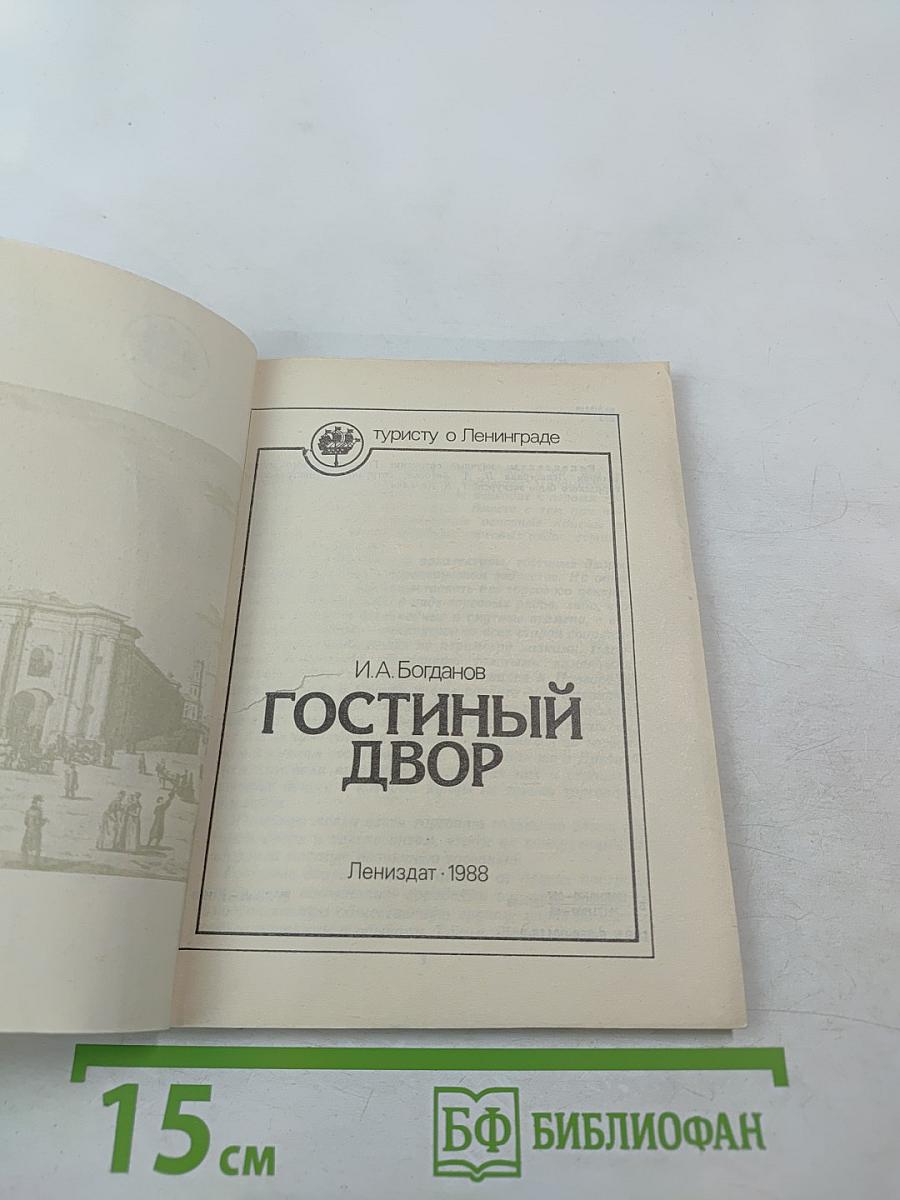 туристу о Ленинграде
И.А. Богданов
ГОСТИНЫЙ
ДВОР
Лениздат · 1988
15 см
БФ БИБЛИОФАН